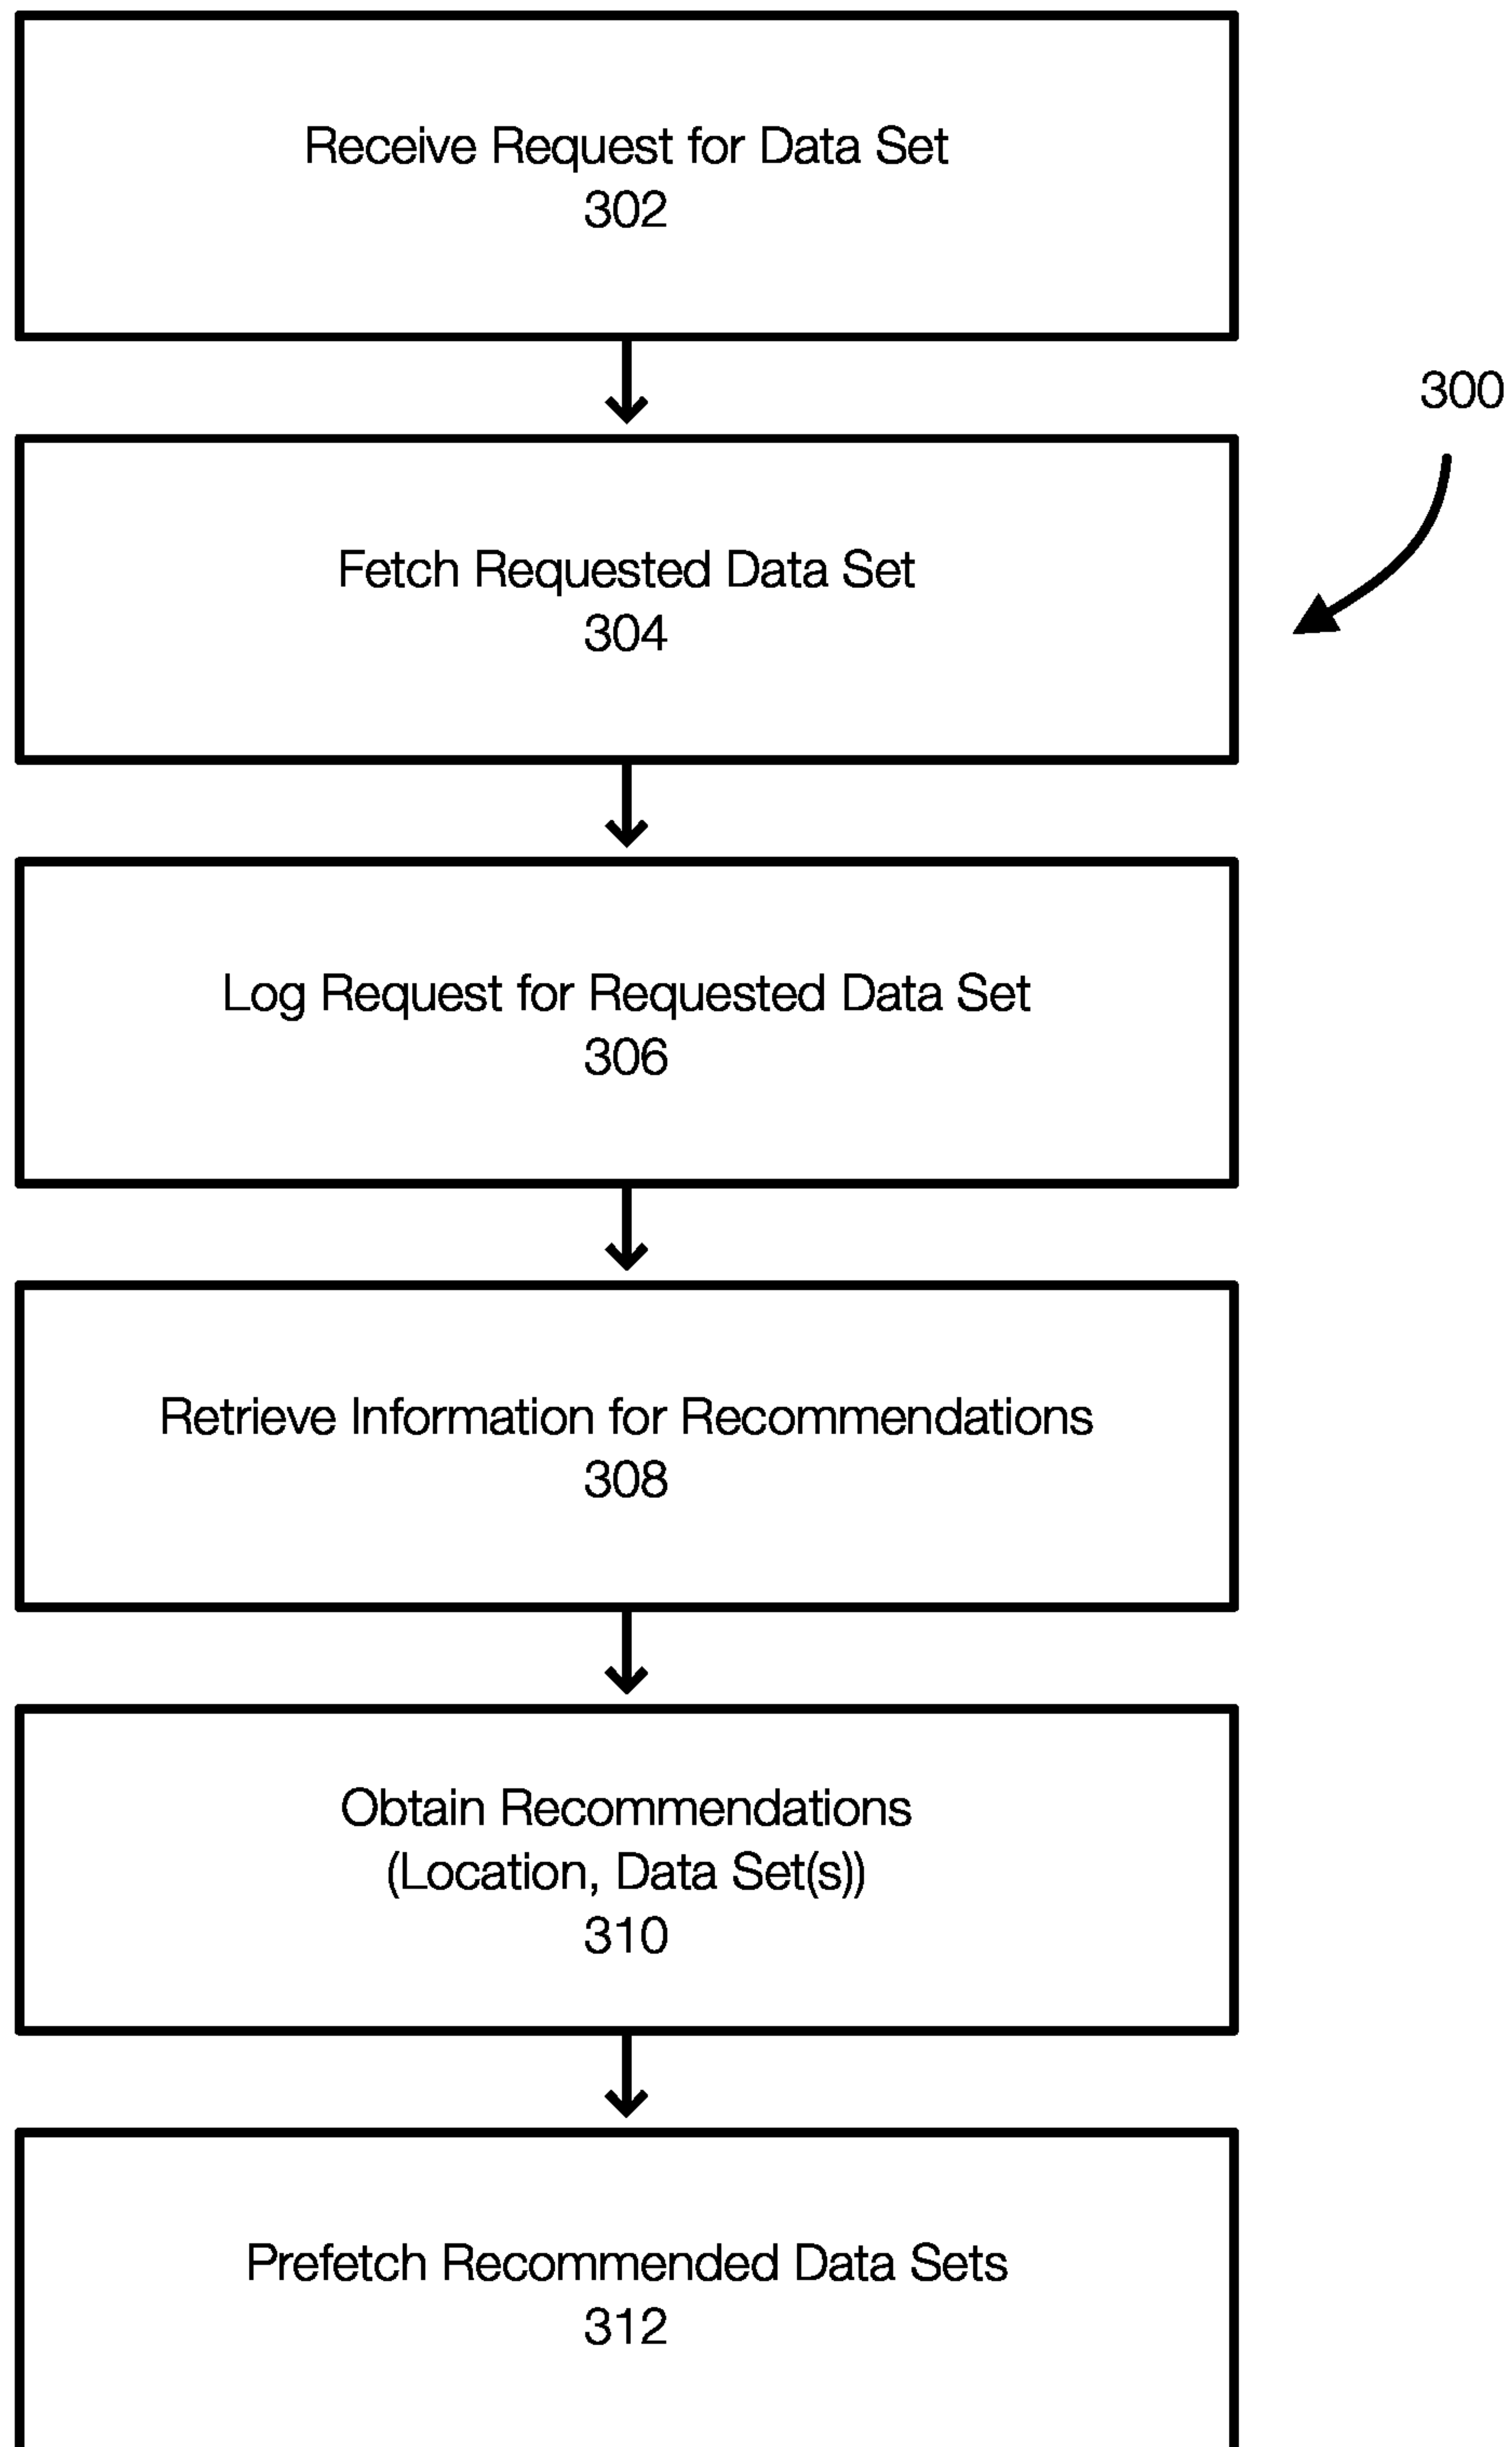 Receive Request for Data Set
302
300
Fetch Requested Data Set
304
Log Request for Requested Data Set
306
Retrieve Information for Recommendations
308
Obtain Recommendations
(Location, Data Set(s))
310
Prefetch Recommended Data Sets
312